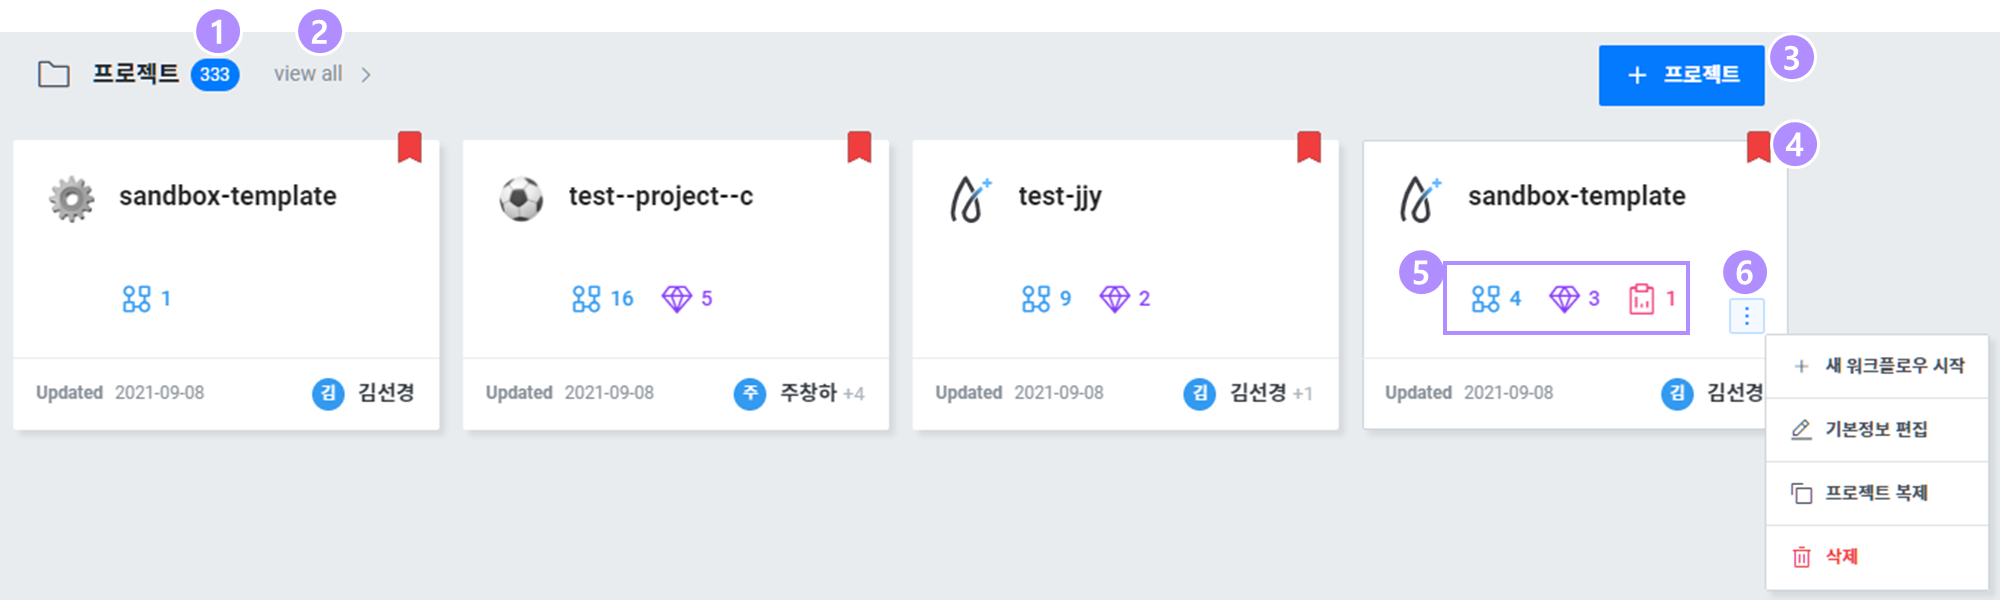 1
2
프로젝트 333 view all
+ 프로젝트
3
4
sandbox-template
1
Updated 2021-09-08 김 김선경
test--project--c
16 5
Updated 2021-09-08 주 주창하 +4
test-jjy
9 2
Updated 2021-09-08 김 김선경 +1
sandbox-template
5
4 3 1
6
Updated 2021-09-08 김 김선경
+ 새 워크플로우 시작
기본정보 편집
프로젝트 복제
삭제